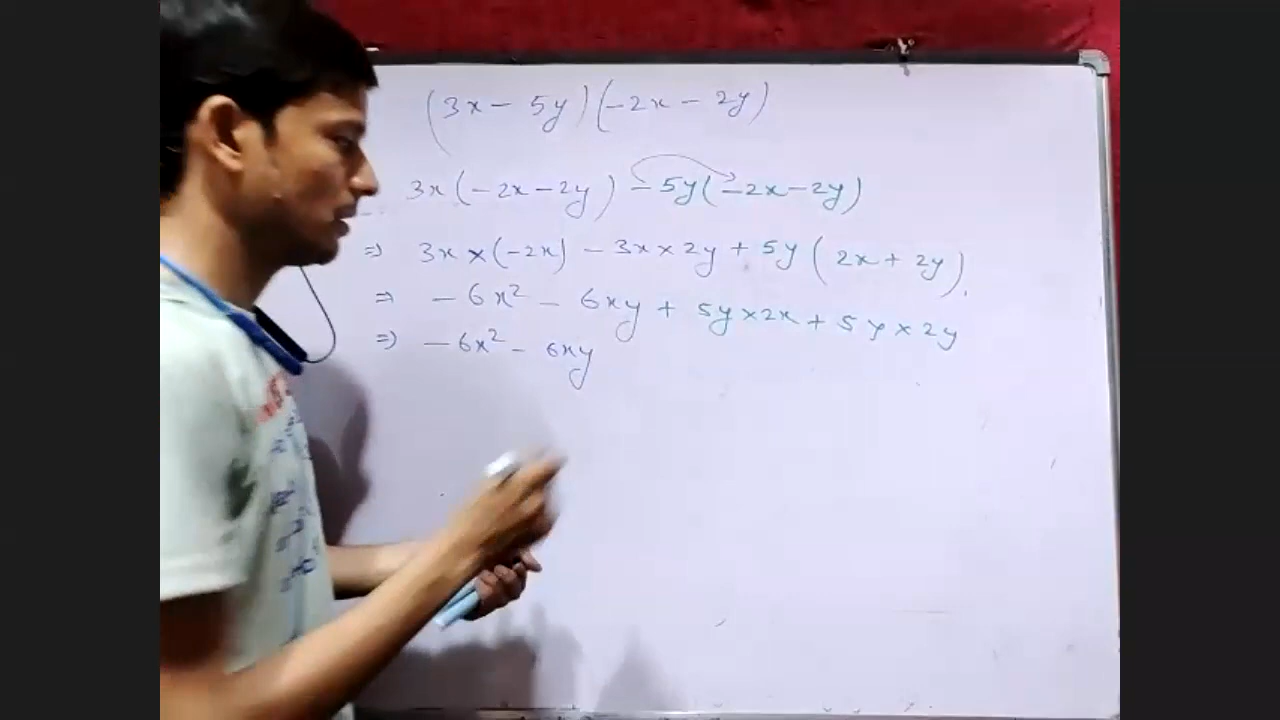 (3x - 5y)(-2x - 2y)
3x(-2x-2y) -5y(-2x-2y)
⇒ 3x×(-2x) - 3x×2y + 5y(2x+2y).
⇒ -6x² - 6xy + 5y×2x + 5y×2y
⇒ -6x² - 6xy